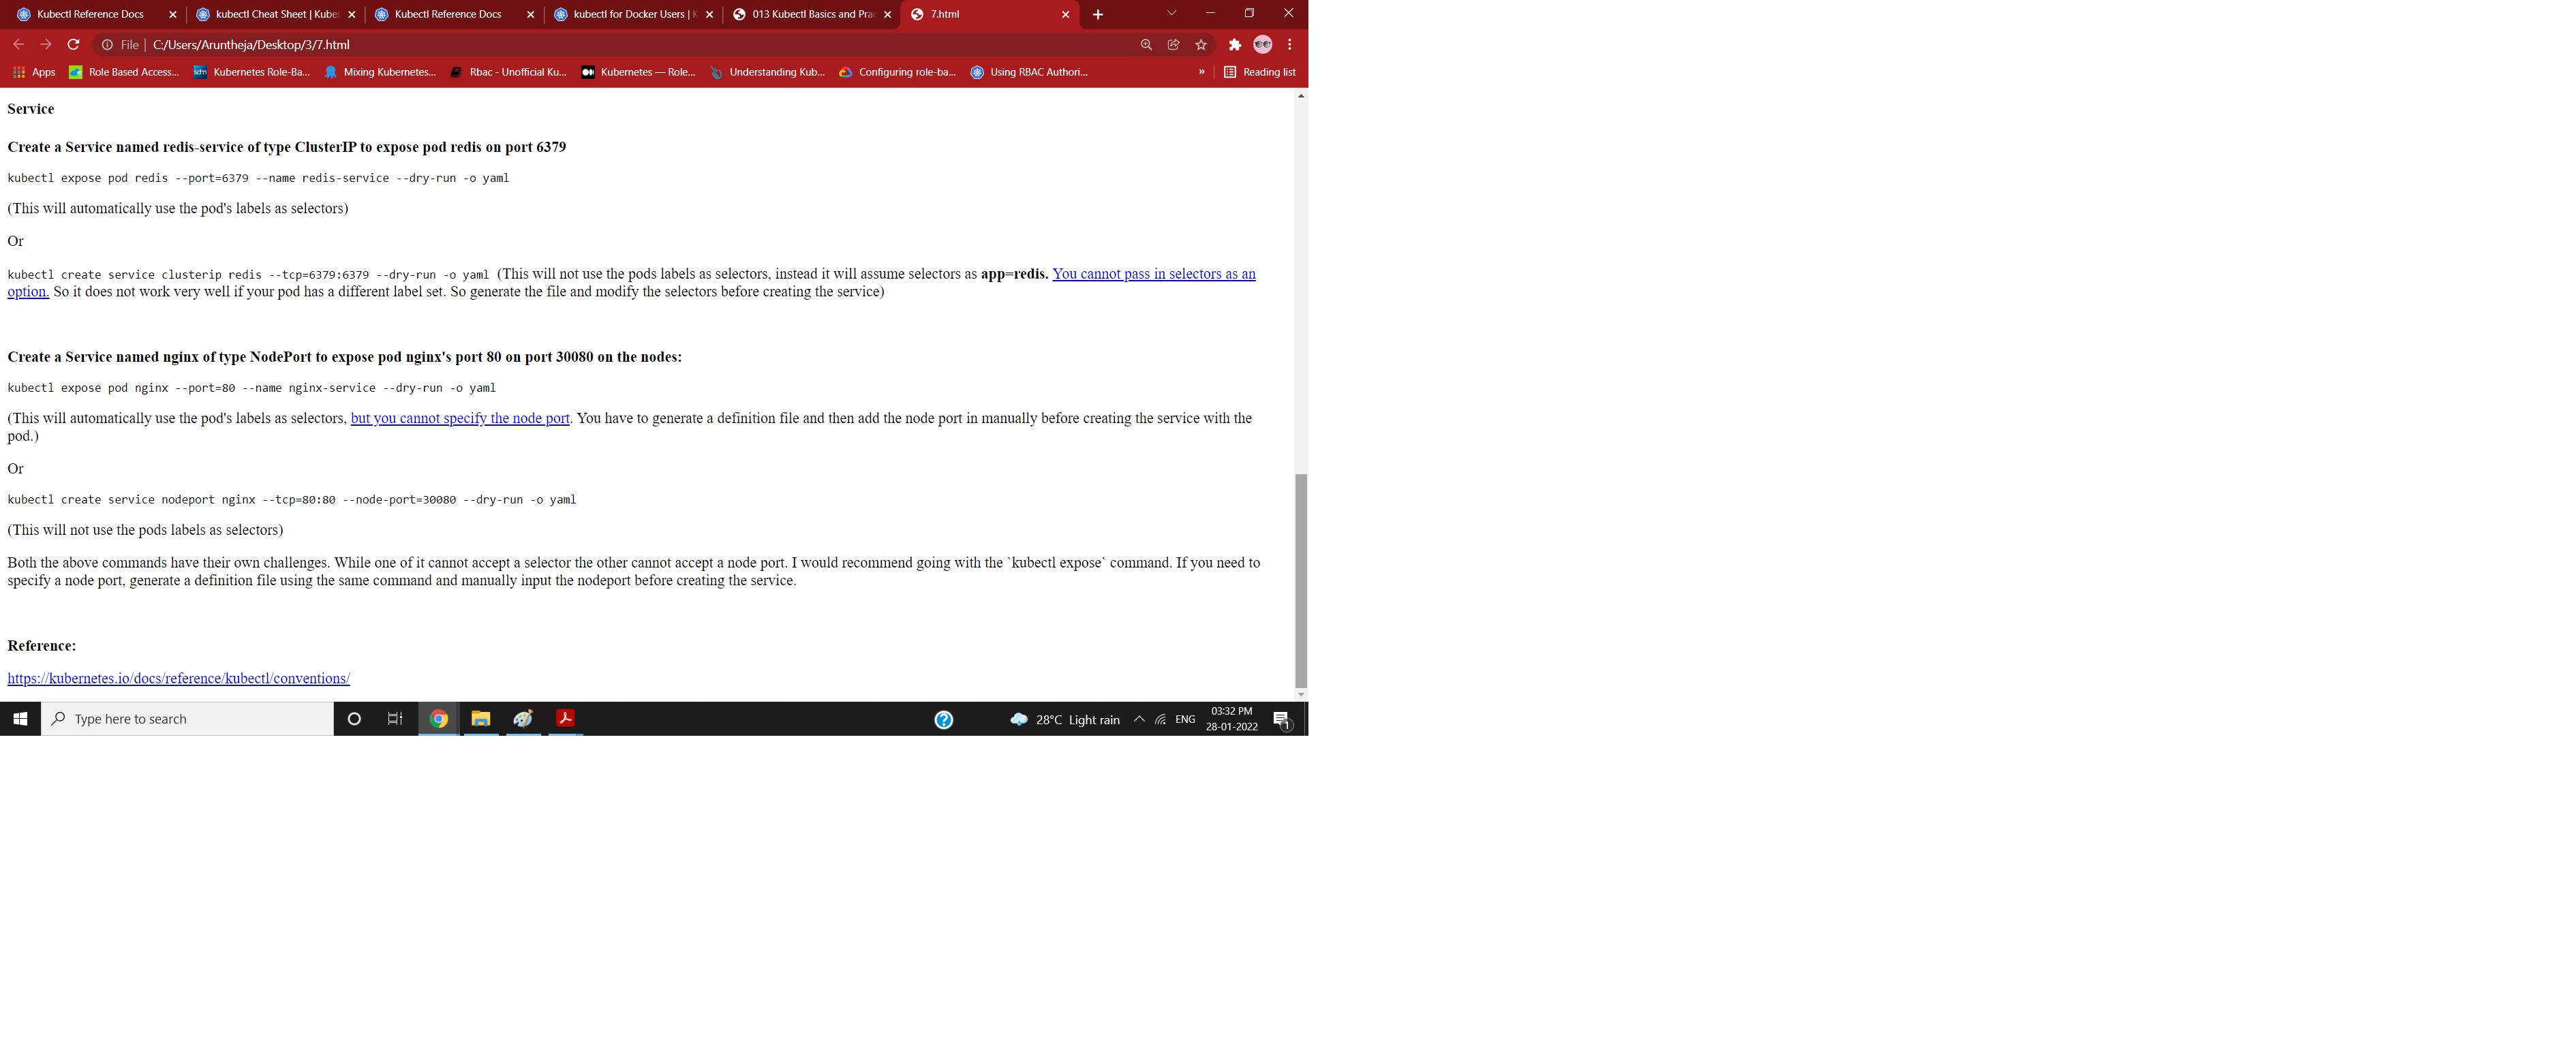 Kubectl Reference Docs
kubectl Cheat Sheet | Kuber
Kubectl Reference Docs
kubectl for Docker Users | K
013 Kubectl Basics and Prac
7.html
File | C:/Users/Aruntheja/Desktop/3/7.html
Apps
Role Based Access...
Kubernetes Role-Ba...
Mixing Kubernetes...
Rbac - Unofficial Ku...
Kubernetes — Role...
Understanding Kub...
Configuring role-ba...
Using RBAC Authori...
»
Reading list
Service
Create a Service named redis-service of type ClusterIP to expose pod redis on port 6379
kubectl expose pod redis --port=6379 --name redis-service --dry-run -o yaml
(This will automatically use the pod's labels as selectors)
Or
kubectl create service clusterip redis --tcp=6379:6379 --dry-run -o yaml (This will not use the pods labels as selectors, instead it will assume selectors as app=redis. You cannot pass in selectors as an
option. So it does not work very well if your pod has a different label set. So generate the file and modify the selectors before creating the service)
Create a Service named nginx of type NodePort to expose pod nginx's port 80 on port 30080 on the nodes:
kubectl expose pod nginx --port=80 --name nginx-service --dry-run -o yaml
(This will automatically use the pod's labels as selectors, but you cannot specify the node port. You have to generate a definition file and then add the node port in manually before creating the service with the
pod.)
Or
kubectl create service nodeport nginx --tcp=80:80 --node-port=30080 --dry-run -o yaml
(This will not use the pods labels as selectors)
Both the above commands have their own challenges. While one of it cannot accept a selector the other cannot accept a node port. I would recommend going with the `kubectl expose` command. If you need to
specify a node port, generate a definition file using the same command and manually input the nodeport before creating the service.
Reference:
https://kubernetes.io/docs/reference/kubectl/conventions/
Type here to search
28°C Light rain
ENG
03:32 PM
28-01-2022
1